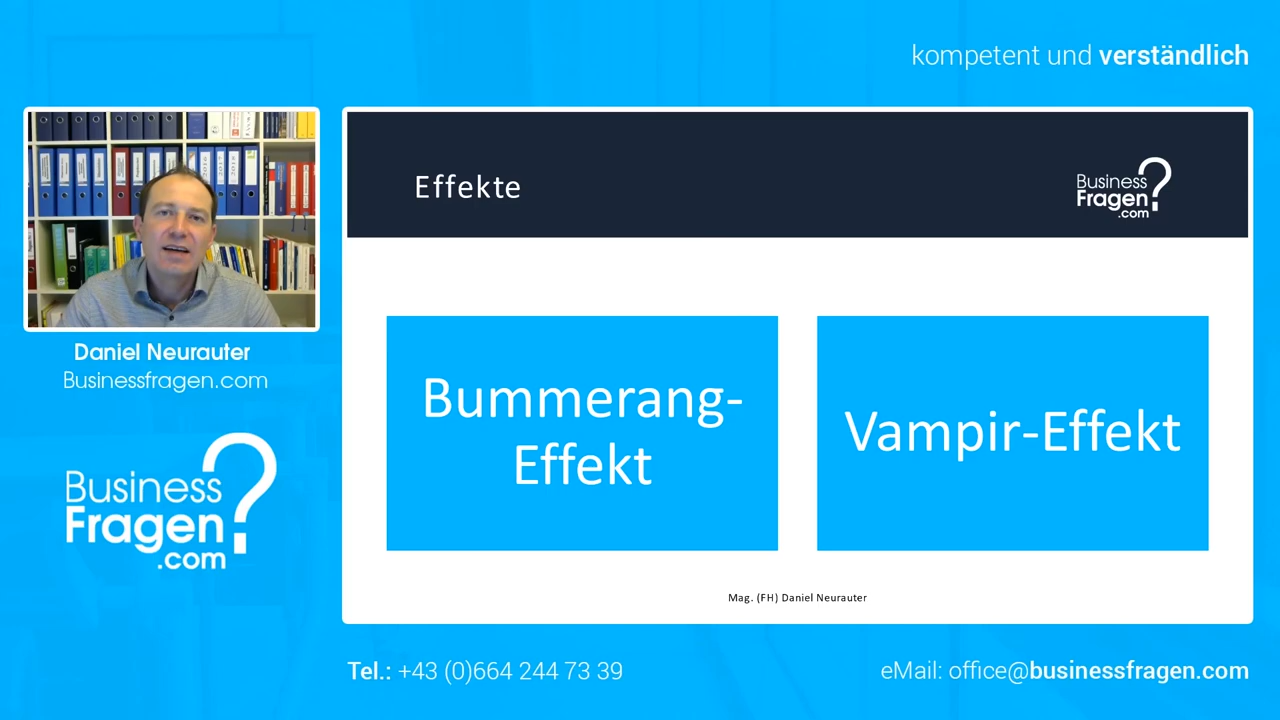 kompetent und verständlich
Effekte
Business
Fragen
.com
Daniel Neurauter
Businessfragen.com
Business
Fragen
.com
Bummerang-
Effekt
Vampir-Effekt
Mag. (FH) Daniel Neurauter
Tel.: +43 (0)664 244 73 39
eMail: office@businessfragen.com